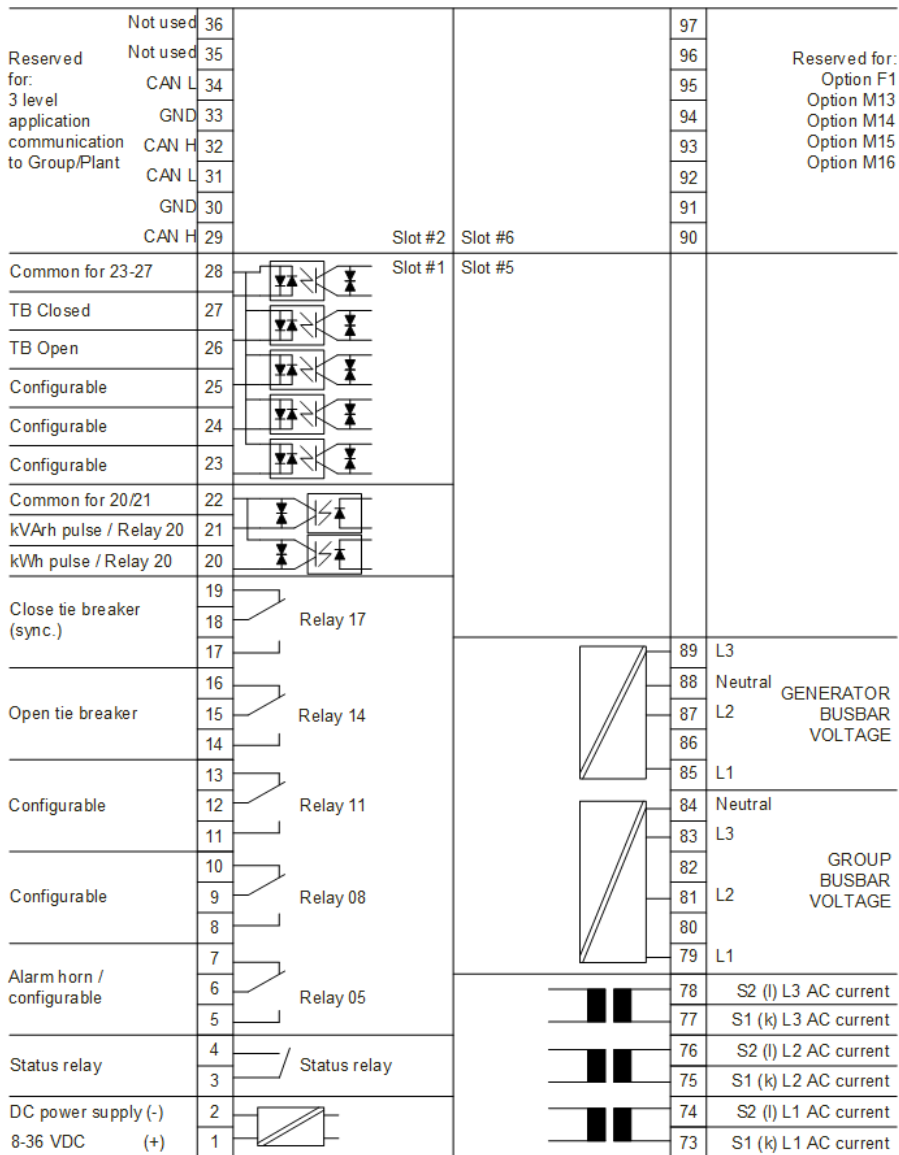 Not used 36
Not used 35
Reserved
for:
3 level
application
communication
to Group/Plant
CAN L 34
GND 33
CAN H 32
CAN L 31
GND 30
CAN H 29
Slot #2
Common for 23-27 28
Slot #1
TB Closed 27
TB Open 26
Configurable 25
Configurable 24
Configurable 23
Common for 20/21 22
kVArh pulse / Relay 20 21
kWh pulse / Relay 20 20
Close tie breaker
(sync.)
19
18 Relay 17
17
Open tie breaker
16
15 Relay 14
14
Configurable
13
12 Relay 11
11
Configurable
10
9 Relay 08
8
Alarm horn /
configurable
7
6 Relay 05
5
Status relay
4 Status relay
3
DC power supply (-) 2
8-36 VDC (+) 1
97
96
95
94
93
92
91
Slot #6 90
Reserved for:
Option F1
Option M13
Option M14
Option M15
Option M16
Slot #5
89 L3
88 Neutral
87 L2
86
85 L1
GENERATOR
BUSBAR
VOLTAGE
84 Neutral
83 L3
82
81 L2
80
79 L1
GROUP
BUSBAR
VOLTAGE
78 S2 (l) L3 AC current
77 S1 (k) L3 AC current
76 S2 (l) L2 AC current
75 S1 (k) L2 AC current
74 S2 (l) L1 AC current
73 S1 (k) L1 AC current